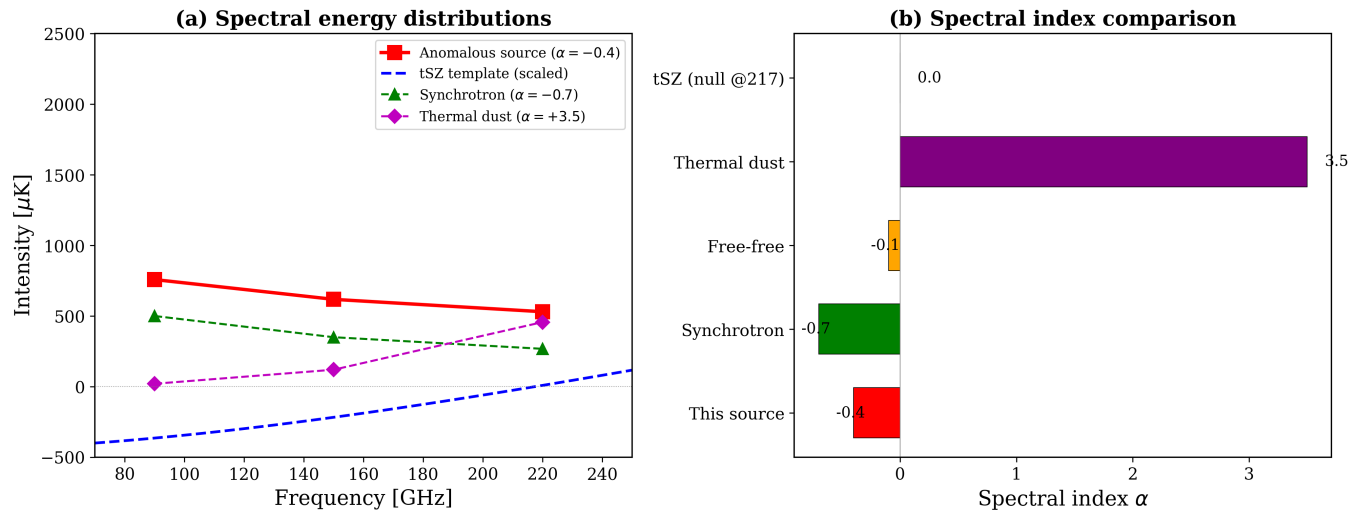 (a) Spectral energy distributions
2500
2000
1500
1000
500
0
−500
Intensity [μK]
Anomalous source (α = −0.4)
tSZ template (scaled)
Synchrotron (α = −0.7)
Thermal dust (α = +3.5)
80 100 120 140 160 180 200 220 240
Frequency [GHz]
(b) Spectral index comparison
tSZ (null @217) 0.0
Thermal dust 3.5
Free-free -0.1
Synchrotron -0.7
This source -0.4
0 1 2 3
Spectral index α